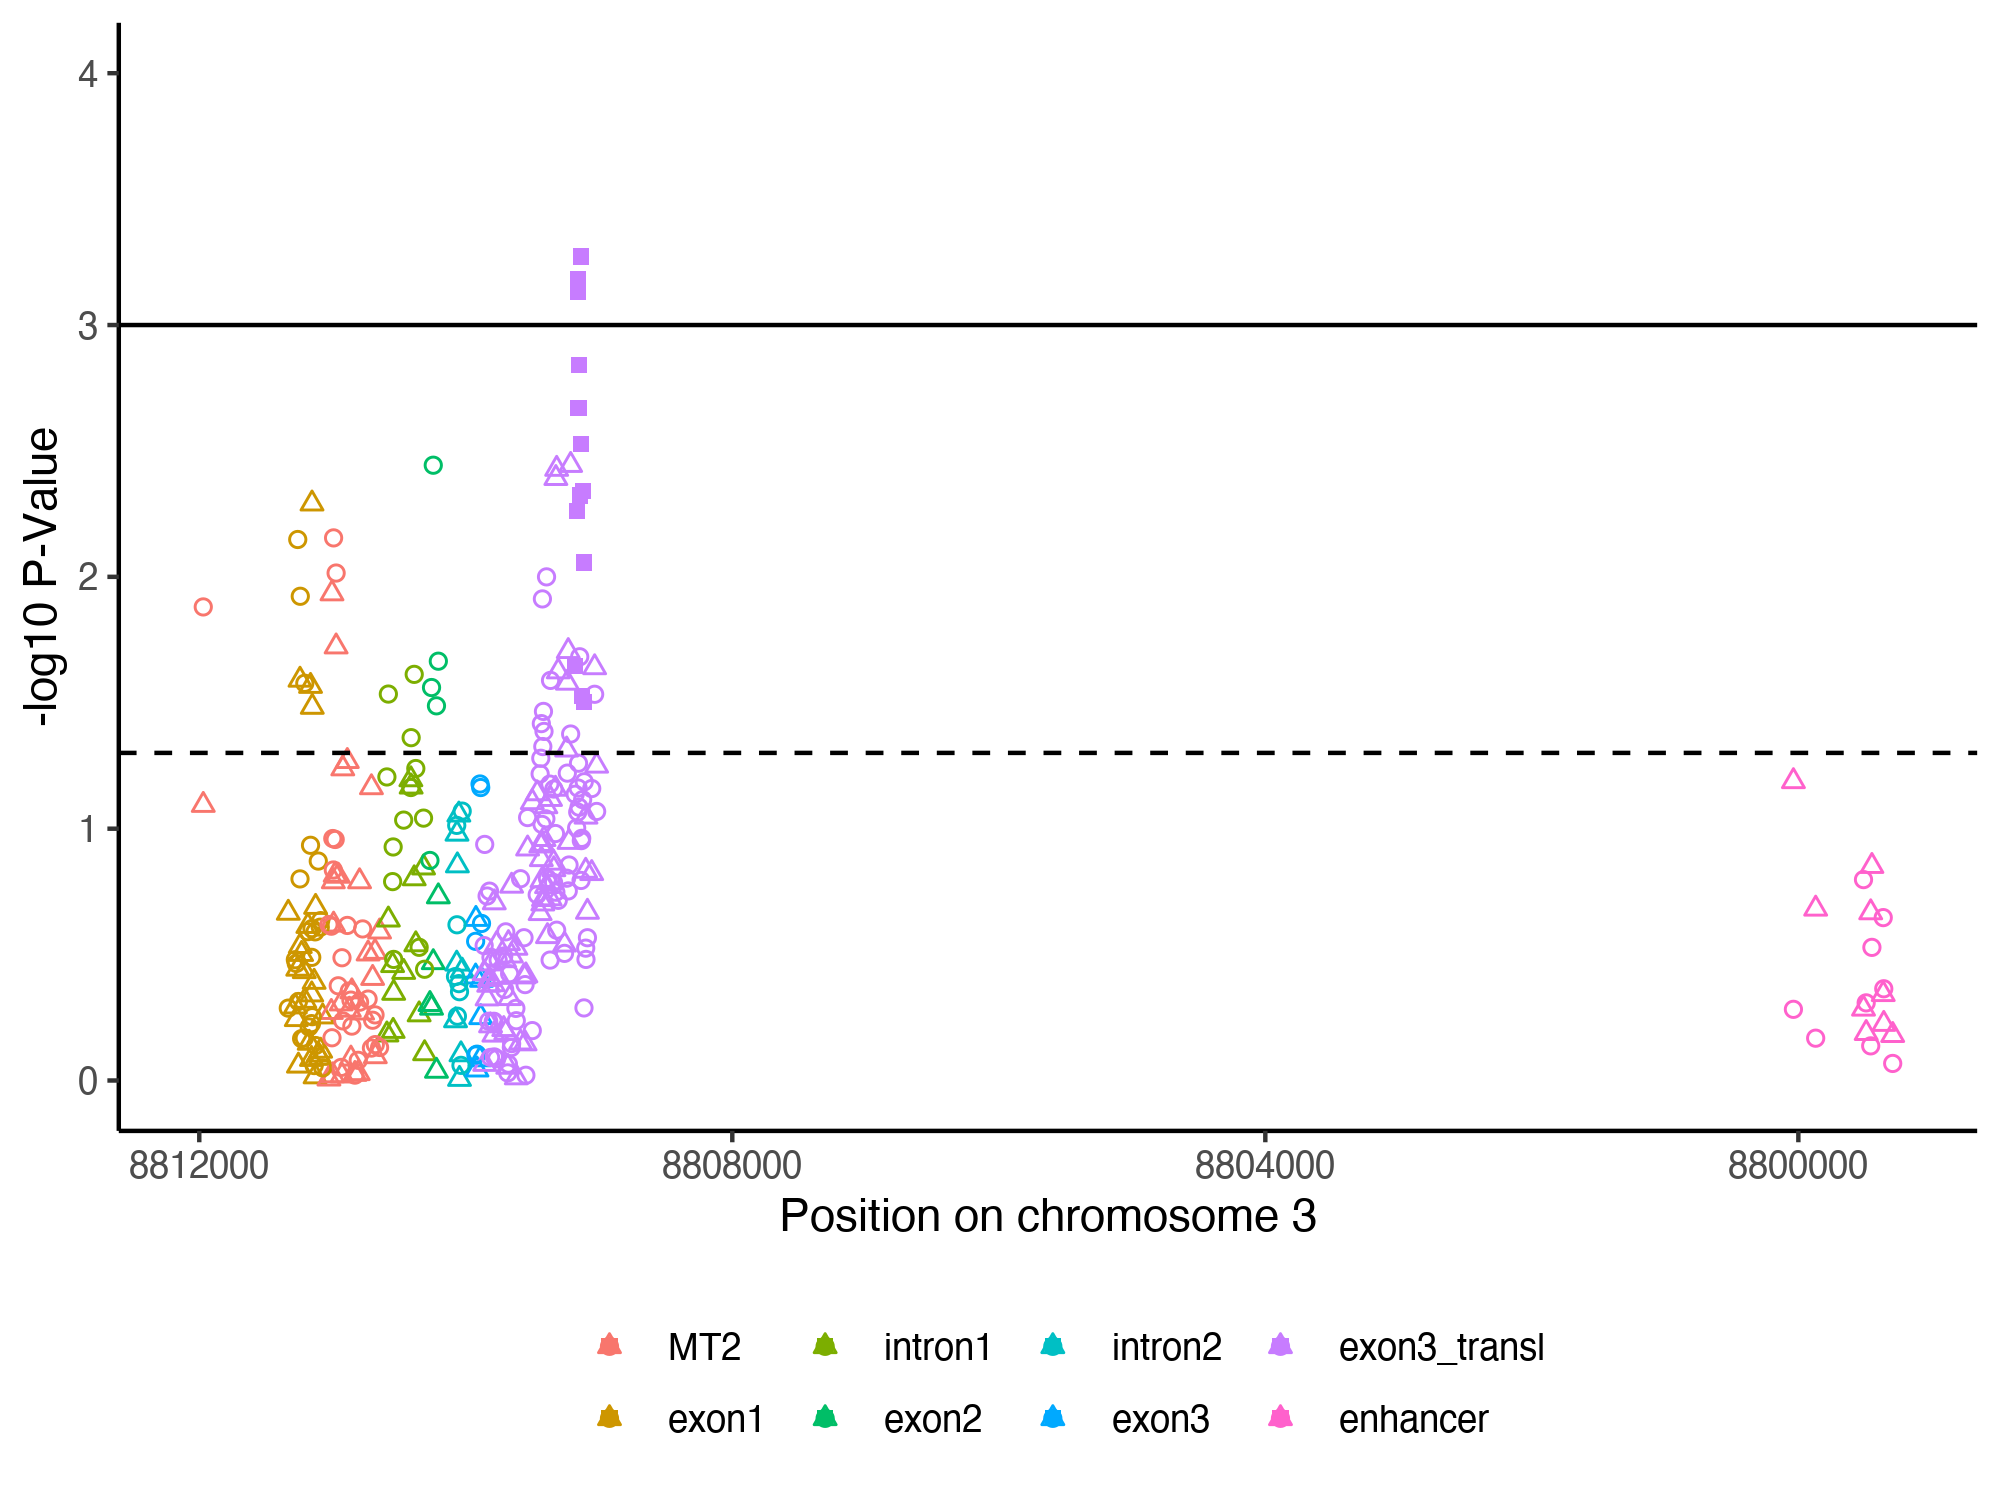 4
3
2
1
0
-log10 P-Value
8812000 8808000 8804000 8800000
Position on chromosome 3
MT2 intron1 intron2 exon3_transl
exon1 exon2 exon3 enhancer